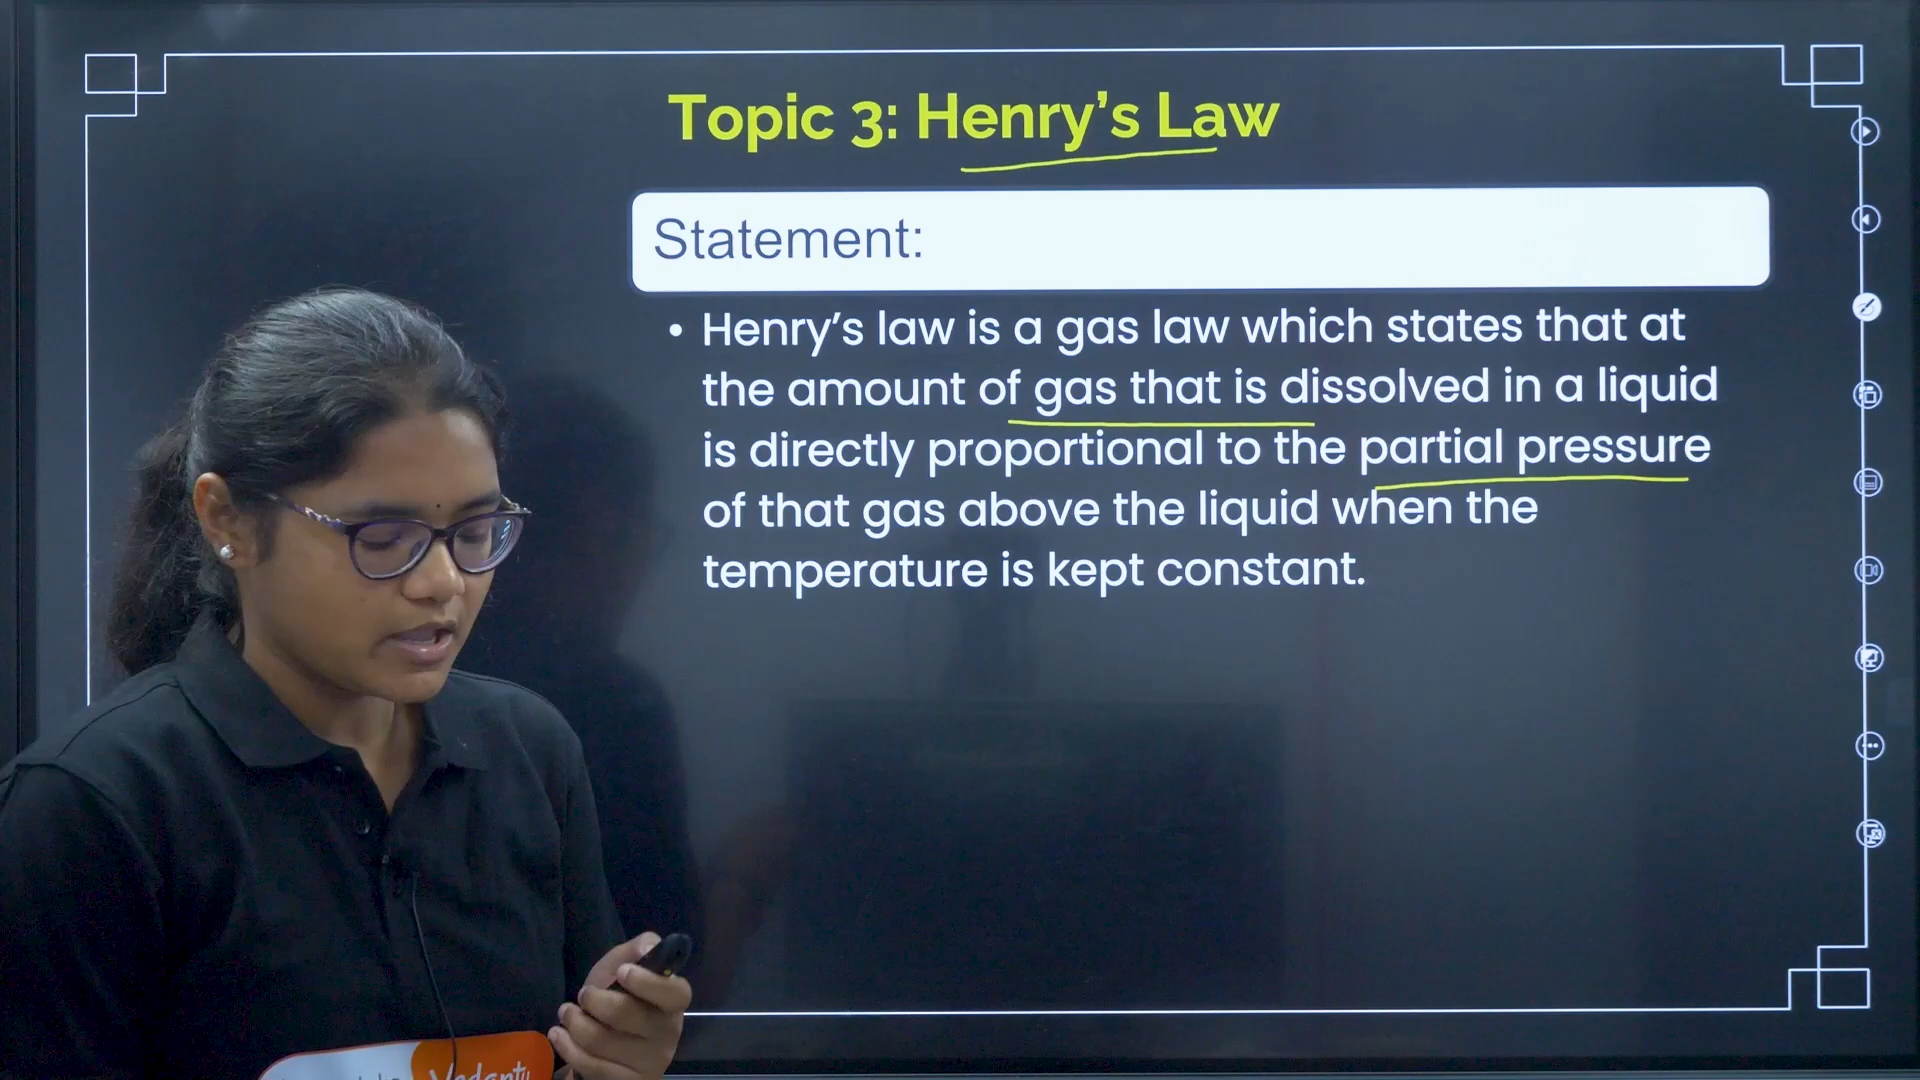 Topic 3: Henry's Law
Statement:
• Henry's law is a gas law which states that at
the amount of gas that is dissolved in a liquid
is directly proportional to the partial pressure
of that gas above the liquid when the
temperature is kept constant.
Vedantu